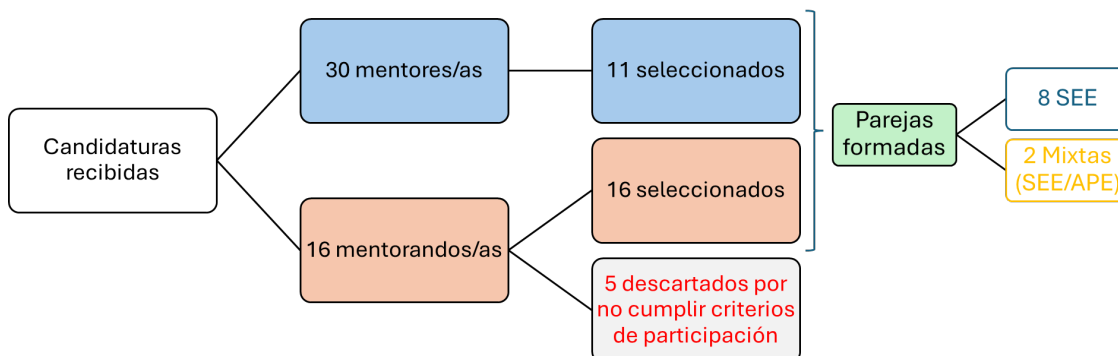 Candidaturas
recibidas
30 mentores/as
16 mentorandos/as
11 seleccionados
16 seleccionados
5 descartados por
no cumplir criterios
de participación
Parejas
formadas
8 SEE
2 Mixtas
(SEE/APE)